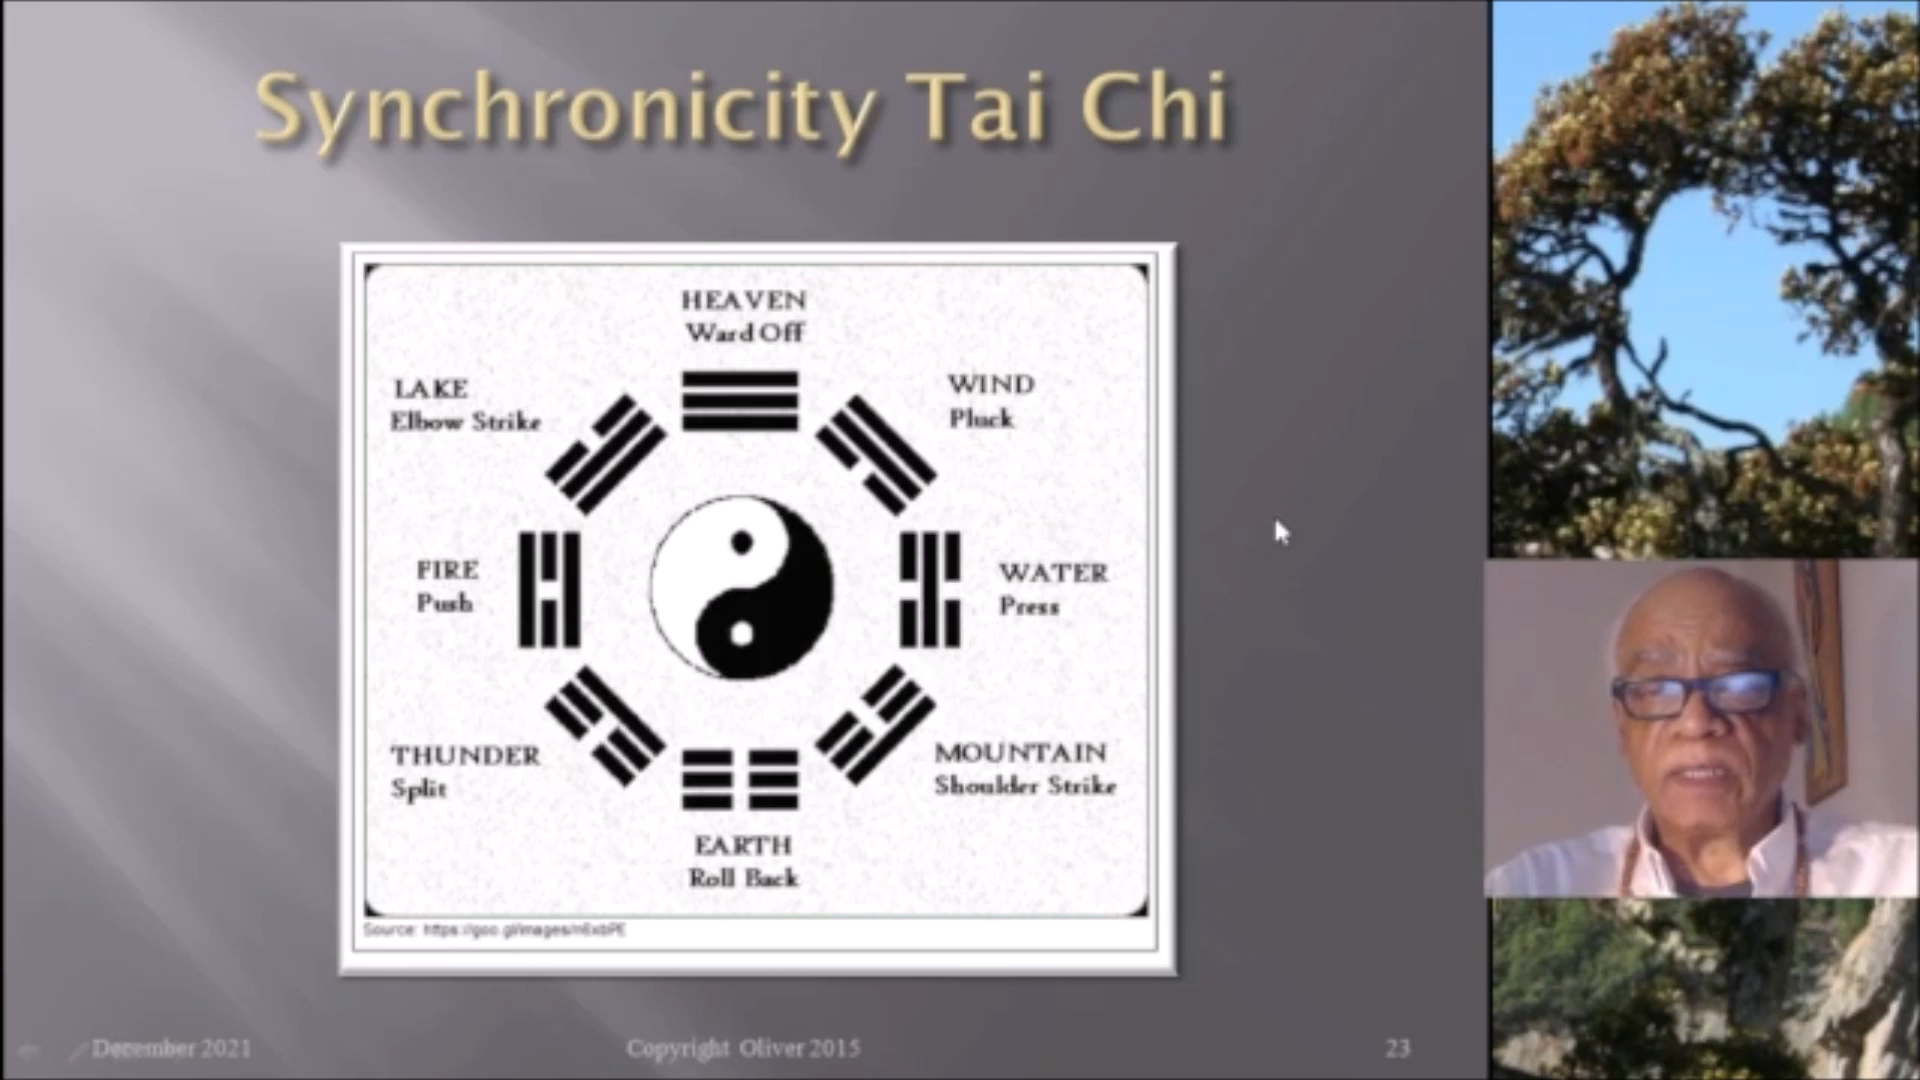 Synchronicity Tai Chi
HEAVEN
Ward Off
LAKE
Elbow Strike
WIND
Pluck
FIRE
Push
WATER
Press
THUNDER
Split
MOUNTAIN
Shoulder Strike
EARTH
Roll Back
Source:
December 2021
Copyright Oliver 2015
23